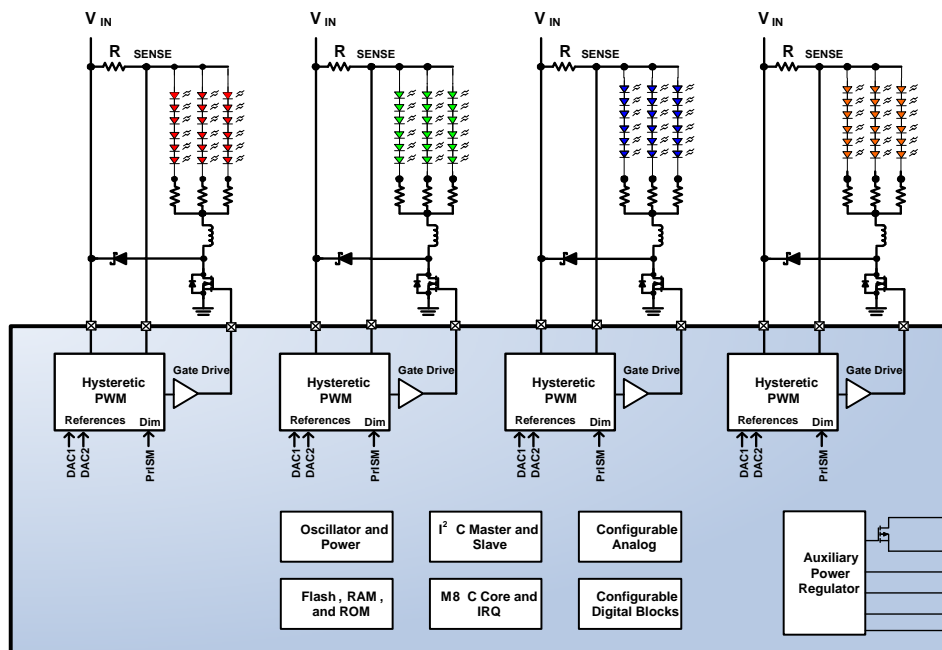 V IN
V IN
V IN
V IN
R SENSE
R SENSE
R SENSE
R SENSE
Hysteretic
PWM
References Dim
Gate Drive
Hysteretic
PWM
References Dim
Gate Drive
Hysteretic
PWM
References Dim
Gate Drive
Hysteretic
PWM
References Dim
Gate Drive
DAC1
DAC2
PrISM
DAC1
DAC2
PrISM
DAC1
DAC2
PrISM
DAC1
DAC2
PrISM
Oscillator and
Power
I² C Master and
Slave
Configurable
Analog
Flash , RAM ,
and ROM
M8 C Core and
IRQ
Configurable
Digital Blocks
Auxiliary
Power
Regulator